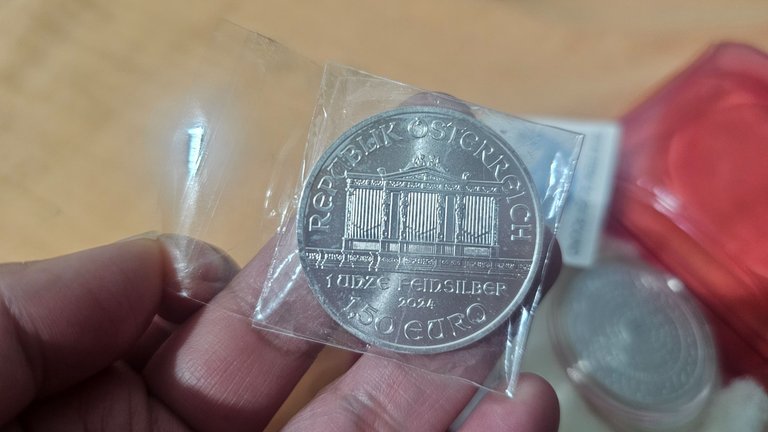 REPUBLIK ÖSTERREICH
1 UNZE FEINSILBER
2024
1,50 EURO